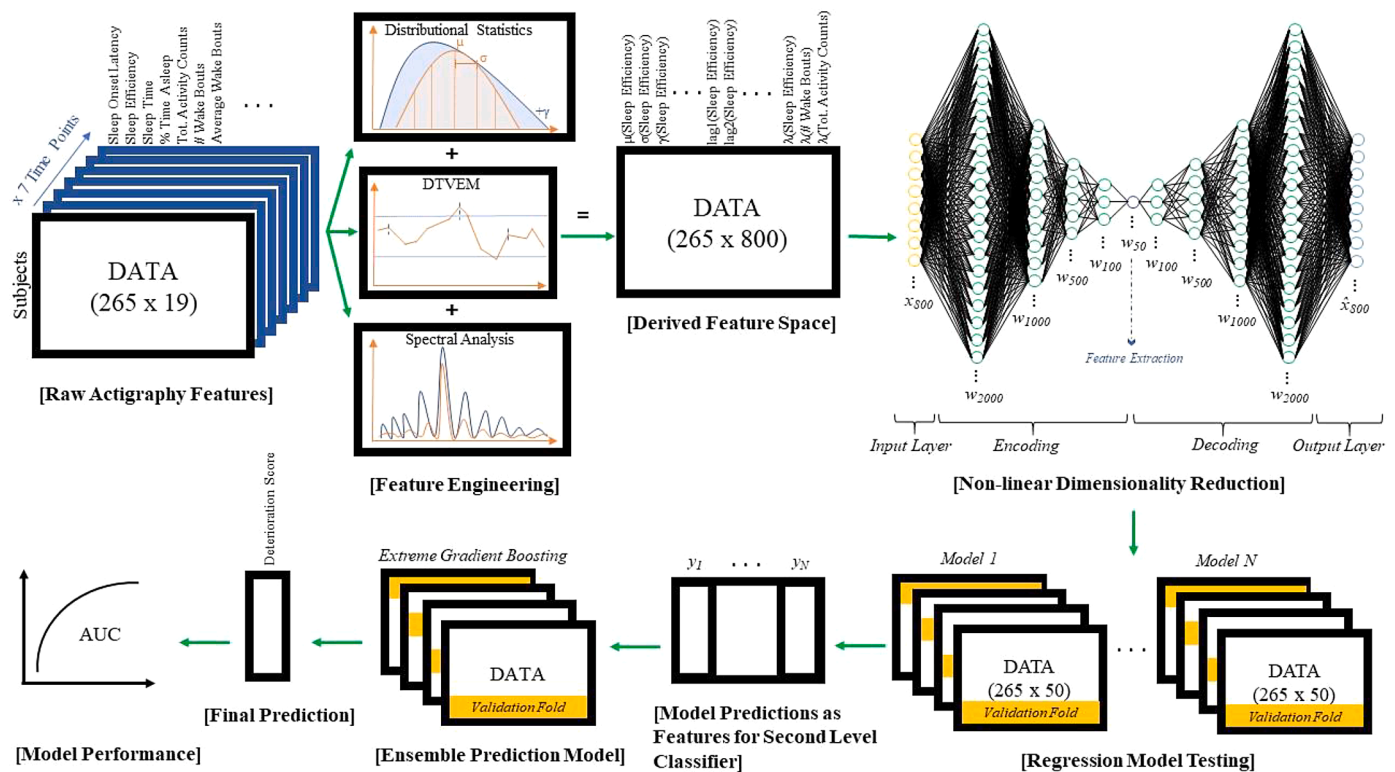 x 7 Time Points
Sleep Onset Latency
Sleep Efficiency
Sleep Time
% Time Asleep
Tot. Activity Counts
# Wake Bouts
Average Wake Bouts
. . .
Subjects
DATA
(265 x 19)
[Raw Actigraphy Features]
Distributional Statistics
μ
σ
+γ
+
DTVEM
+
Spectral Analysis
[Feature Engineering]
=
μ(Sleep Efficiency)
σ(Sleep Efficiency)
γ(Sleep Efficiency)
. . .
lag1(Sleep Efficiency)
lag2(Sleep Efficiency)
. . .
λ(Sleep Efficiency)
λ(# Wake Bouts)
λ(Tot. Activity Counts)
DATA
(265 x 800)
[Derived Feature Space]
x800
w2000
w1000
w500
w100
w50
w100
w500
w1000
w2000
x̂800
Feature Extraction
Input Layer
Encoding
Decoding
Output Layer
[Non-linear Dimensionality Reduction]
Model 1
DATA
(265 x 50)
Validation Fold
. . .
Model N
DATA
(265 x 50)
Validation Fold
[Regression Model Testing]
y1 . . . yN
[Model Predictions as
Features for Second Level
Classifier]
Extreme Gradient Boosting
DATA
Validation Fold
[Ensemble Prediction Model]
Deterioration Score
[Final Prediction]
AUC
[Model Performance]